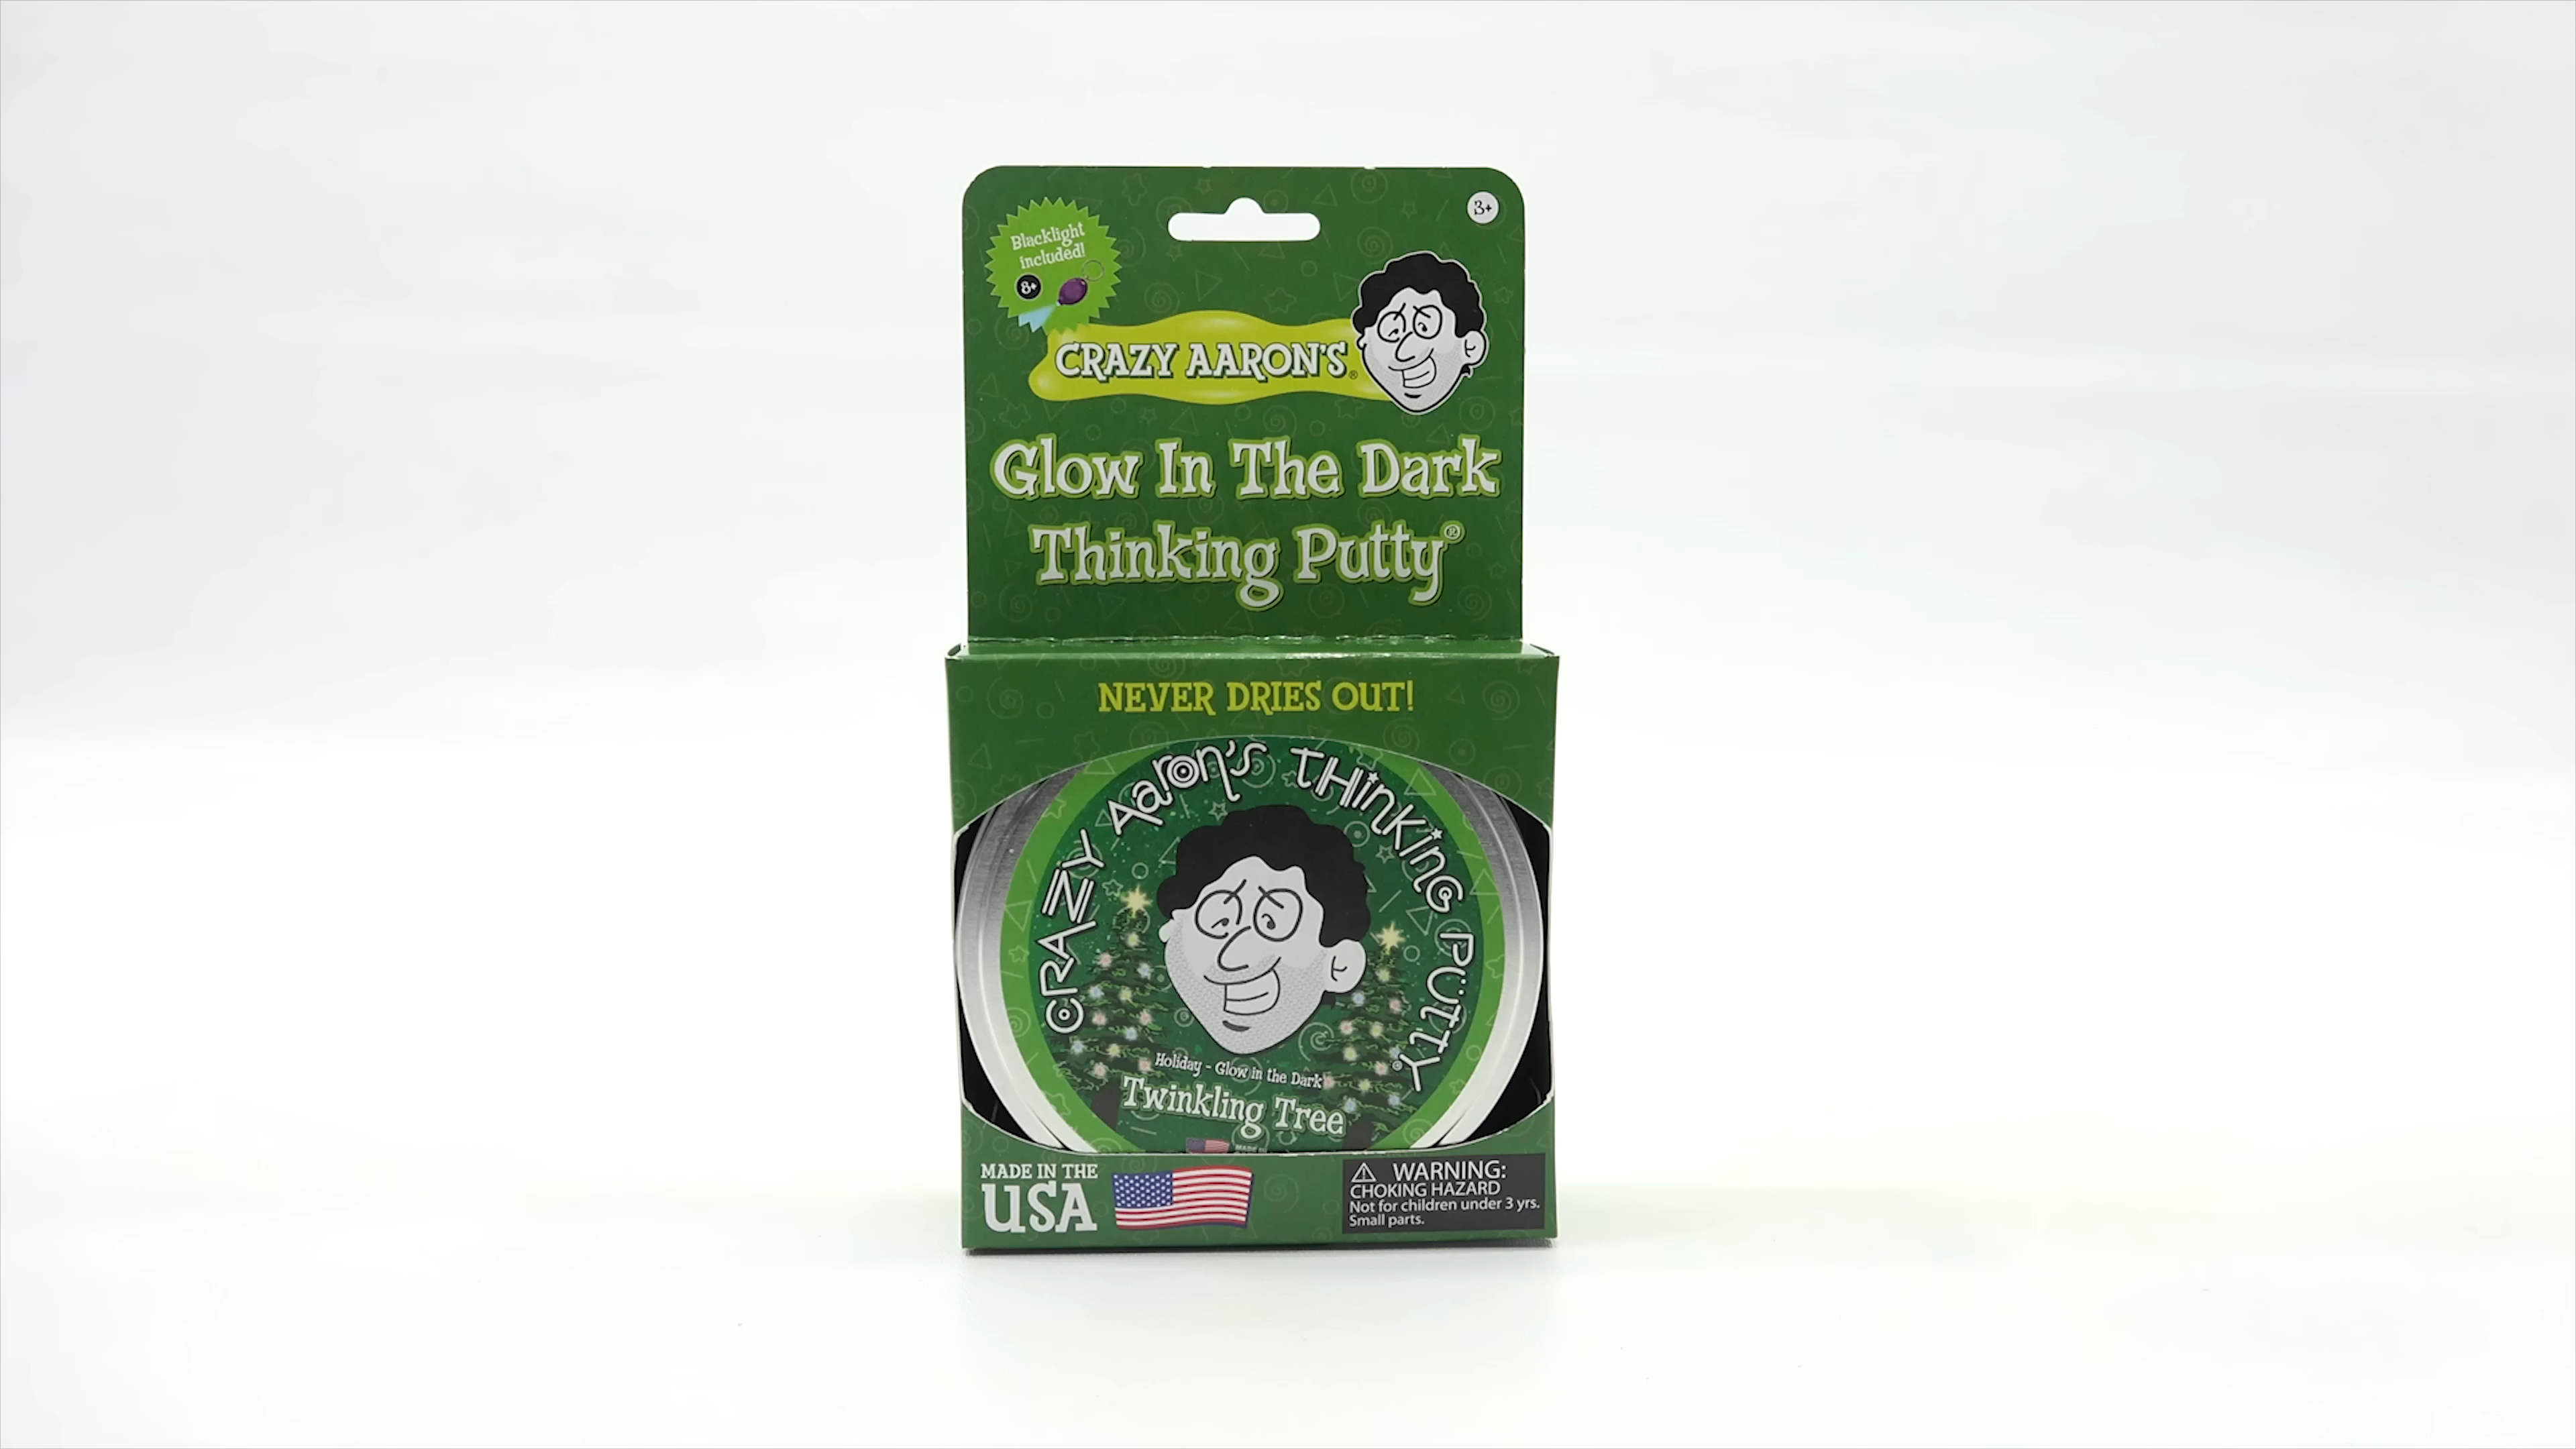 3+
Blacklight
included!
8+
CRAZY AARON'S®
Glow In The Dark
Thinking Putty®
NEVER DRIES OUT!
CRAZY Aaron's THinKinG PUTTY®
Holiday - Glow in the Dark
Twinkling Tree
MADE IN THE
USA
⚠ WARNING:
CHOKING HAZARD
Not for children under 3 yrs.
Small parts.